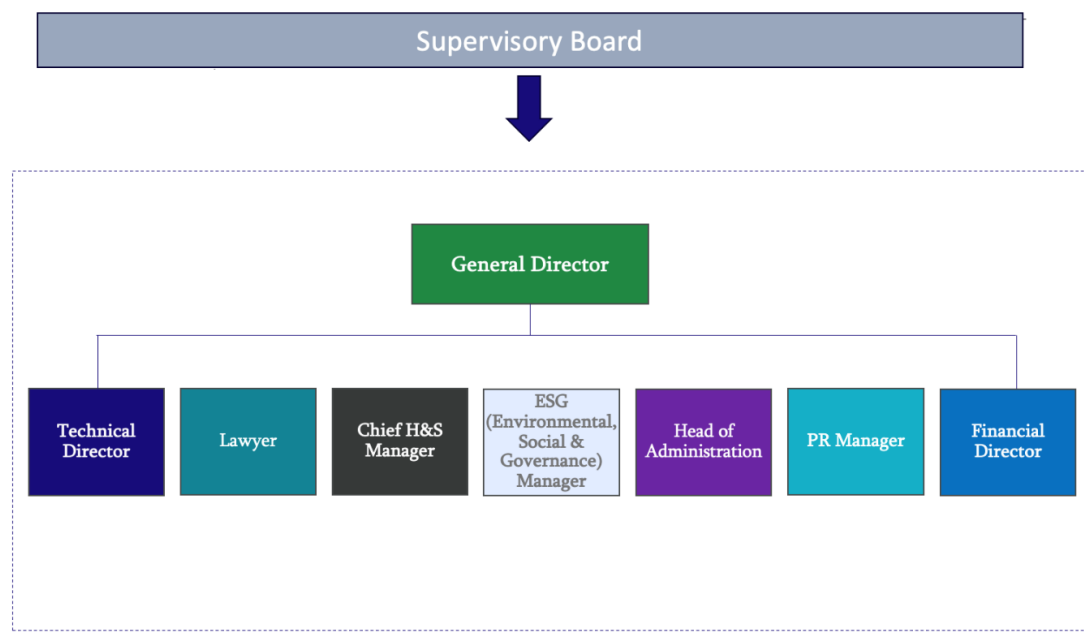 Supervisory Board
General Director
Technical
Director
Lawyer
Chief H&S
Manager
ESG
(Environmental,
Social &
Governance)
Manager
Head of
Administration
PR Manager
Financial
Director